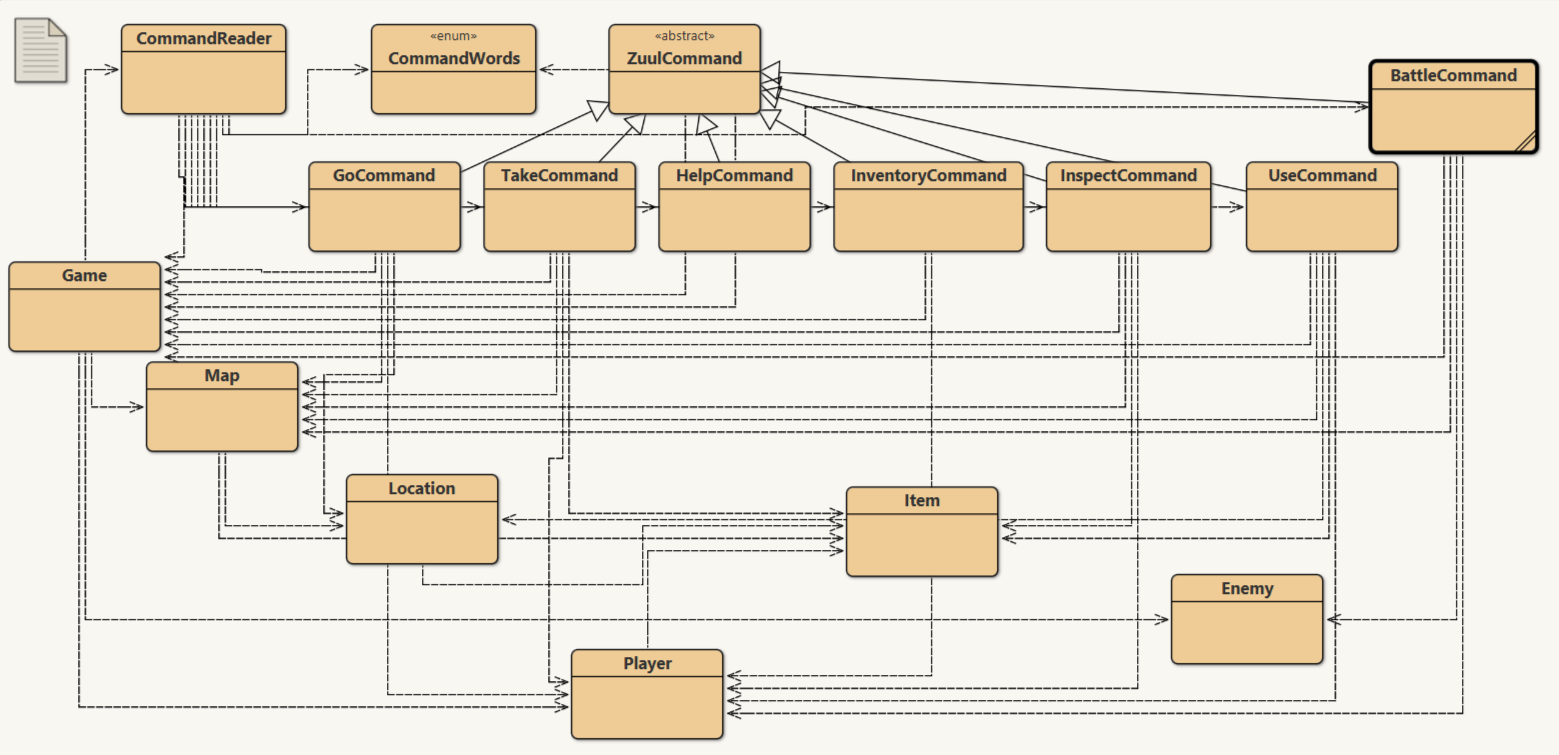 CommandReader
«enum»
CommandWords
«abstract»
ZuulCommand
BattleCommand
GoCommand
TakeCommand
HelpCommand
InventoryCommand
InspectCommand
UseCommand
Game
Map
Location
Item
Enemy
Player